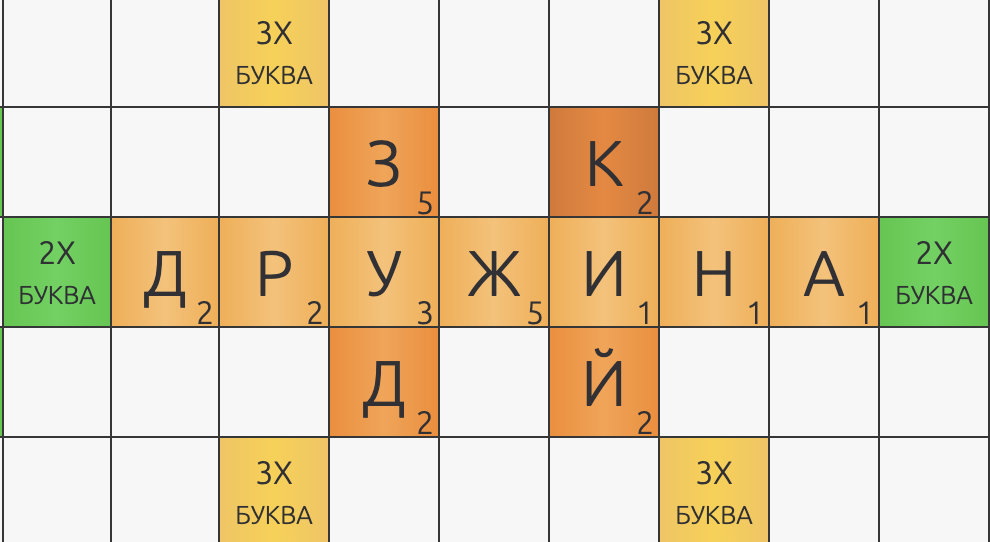 3X 3X
БУКВА БУКВА
З 5 К 2
2X БУКВА Д 2 Р 2 У 3 Ж 5 И 1 Н 1 А 1 2X БУКВА
Д 2 Й 2
3X 3X
БУКВА БУКВА